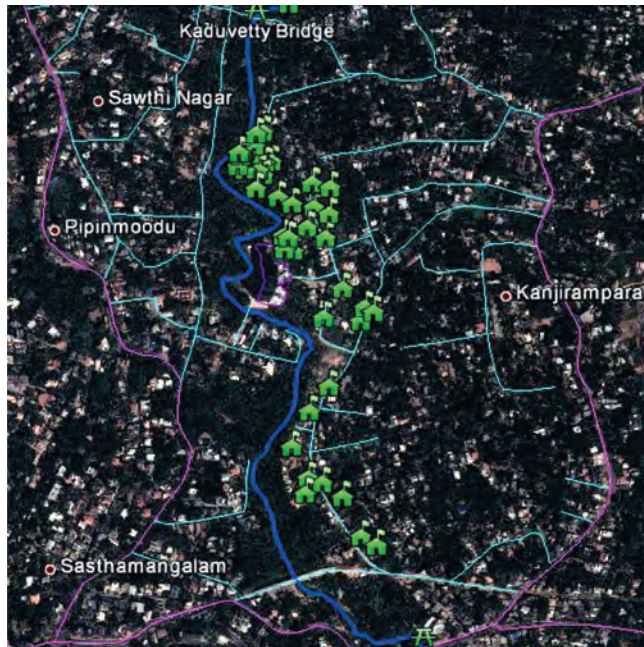 Kaduvetty Bridge
Sawthi Nagar
Pipinmoodu
Kanjirampara
Sasthamangalam